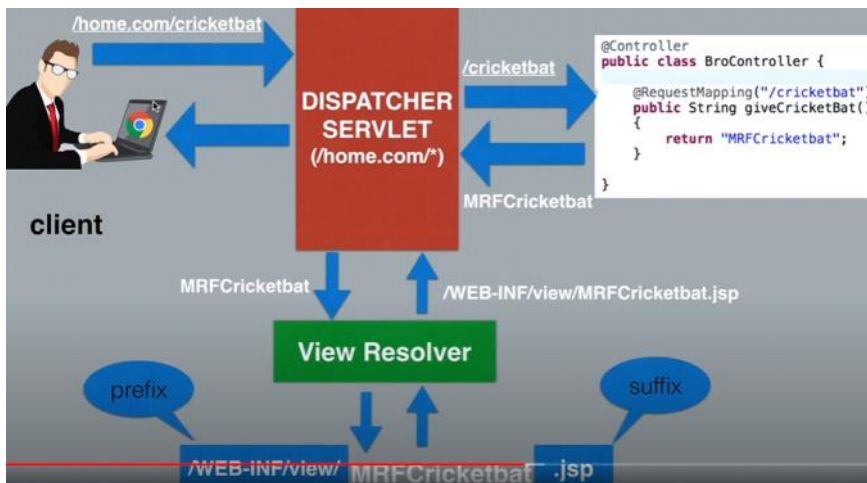 /home.com/cricketbat
DISPATCHER
SERVLET
(/home.com/*)
/cricketbat
MRFCricketbat
@Controller
public class BroController {
@RequestMapping("/cricketbat")
public String giveCricketBat()
{
return "MRFCricketbat";
}
}
client
MRFCricketbat
/WEB-INF/view/MRFCricketbat.jsp
View Resolver
prefix
suffix
/WEB-INF/view/ MRFCricketbat .jsp